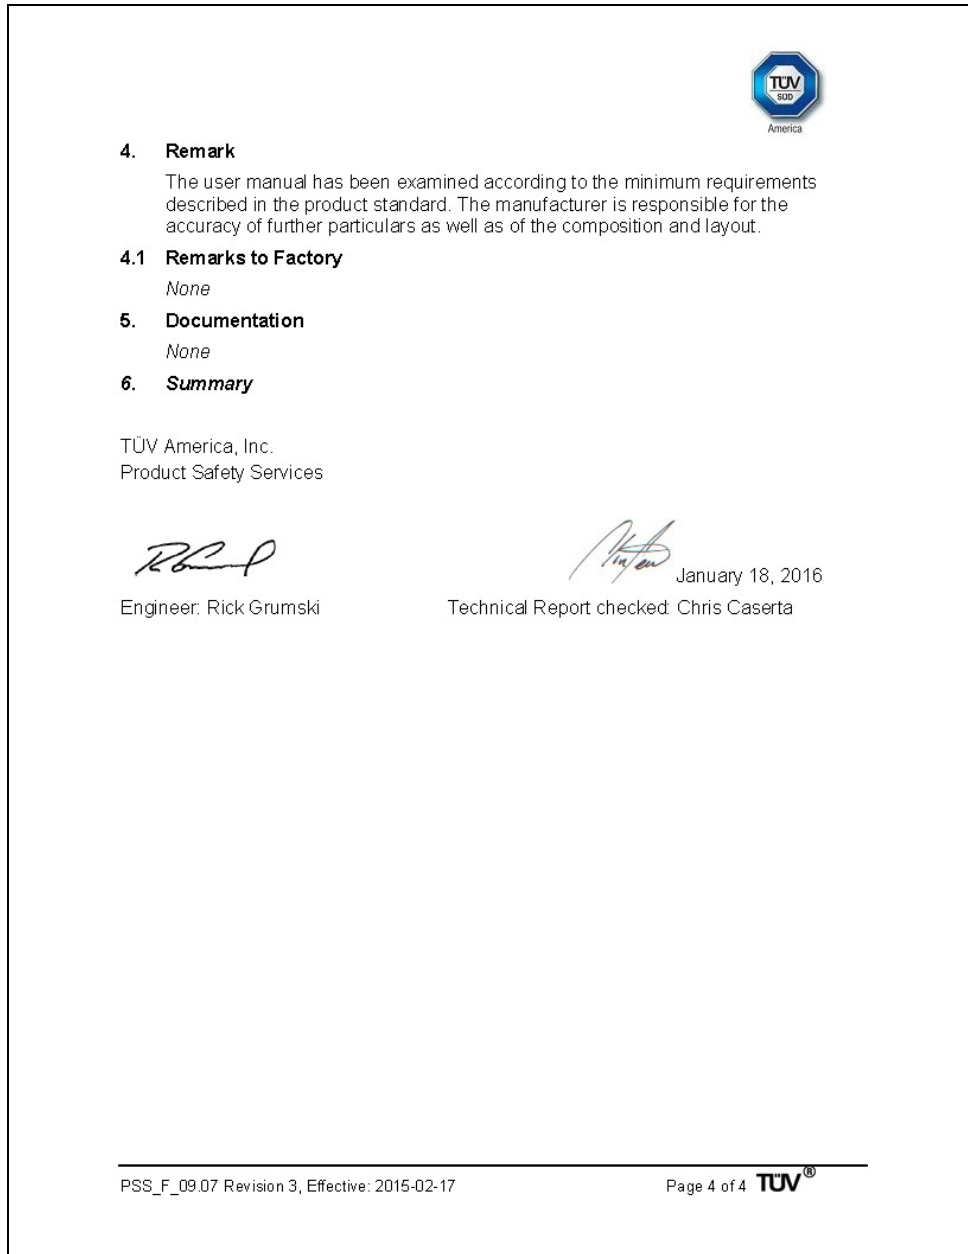 TÜV
SÜD
America
4. Remark
The user manual has been examined according to the minimum requirements
described in the product standard. The manufacturer is responsible for the
accuracy of further particulars as well as of the composition and layout.
4.1 Remarks to Factory
None
5. Documentation
None
6. Summary
TÜV America, Inc.
Product Safety Services
January 18, 2016
Engineer: Rick Grumski Technical Report checked: Chris Caserta
PSS_F_09.07 Revision 3, Effective: 2015-02-17 Page 4 of 4 TÜV®